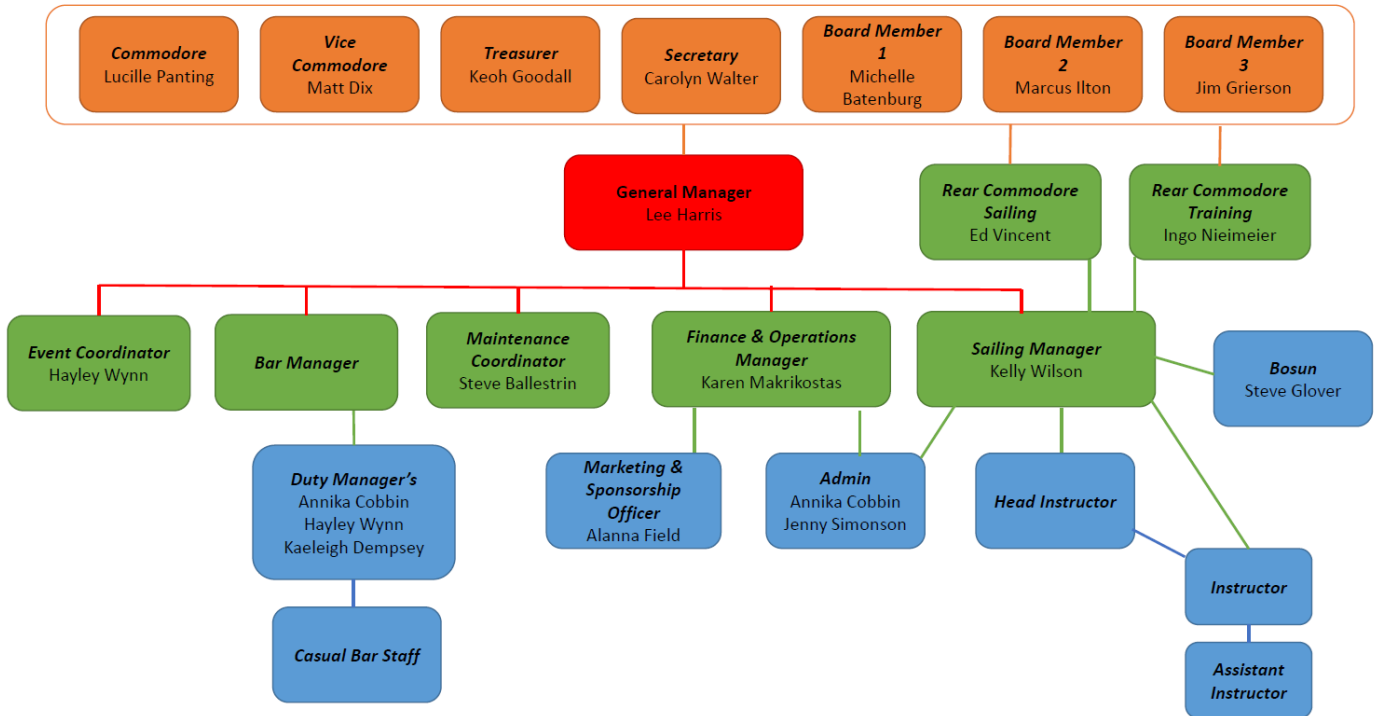 Commodore
Lucille Panting
Vice
Commodore
Matt Dix
Treasurer
Keoh Goodall
Secretary
Carolyn Walter
Board Member
1
Michelle
Batenburg
Board Member
2
Marcus Ilton
Board Member
3
Jim Grierson
General Manager
Lee Harris
Rear Commodore
Sailing
Ed Vincent
Rear Commodore
Training
Ingo Nieimeier
Event Coordinator
Hayley Wynn
Bar Manager
Maintenance
Coordinator
Steve Ballestrin
Finance & Operations
Manager
Karen Makrikostas
Sailing Manager
Kelly Wilson
Bosun
Steve Glover
Duty Manager’s
Annika Cobbin
Hayley Wynn
Kaeleigh Dempsey
Marketing &
Sponsorship
Officer
Alanna Field
Admin
Annika Cobbin
Jenny Simonson
Head Instructor
Instructor
Casual Bar Staff
Assistant
Instructor